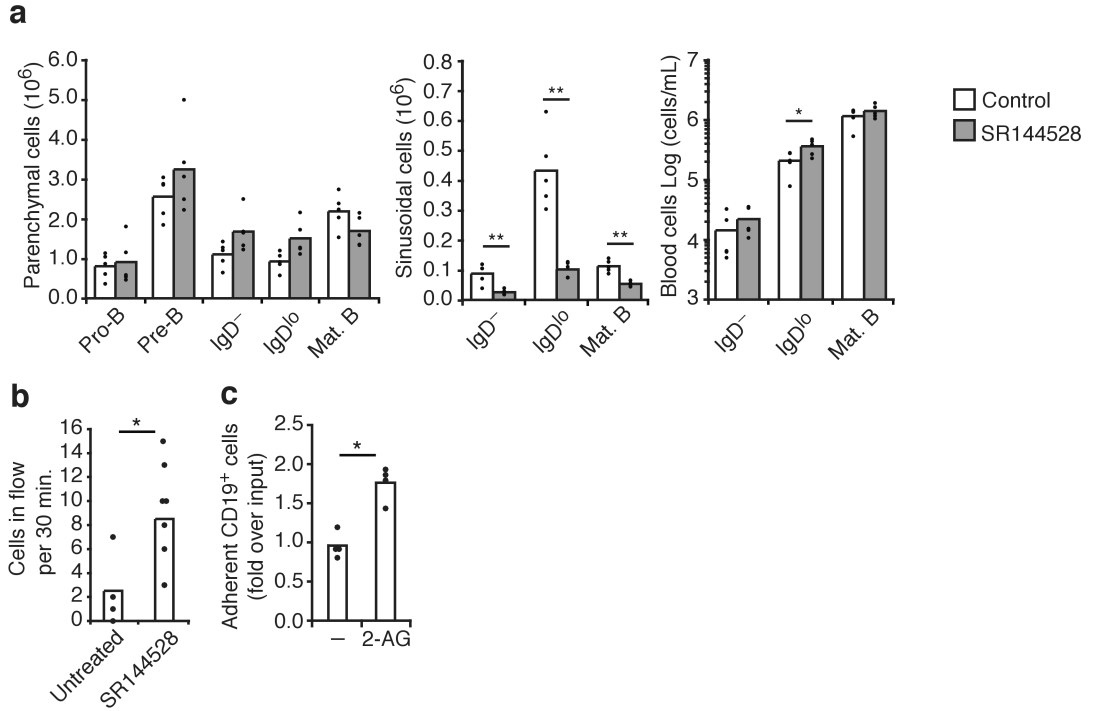 a
Parenchymal cells (10⁶)
6.0
5.0
4.0
3.0
2.0
1.0
0.0
Pro-B
Pre-B
IgD⁻
IgDˡᵒ
Mat. B
Sinusoidal cells (10⁶)
0.8
0.7
0.6
0.5
0.4
0.3
0.2
0.1
0.0
**
**
**
IgD⁻
IgDˡᵒ
Mat. B
Blood cells Log (cells/mL)
7
6
5
4
3
*
IgD⁻
IgDˡᵒ
Mat. B
Control
SR144528
b
Cells in flow
per 30 min.
16
14
12
10
8
6
4
2
0
*
Untreated
SR144528
c
Adherent CD19⁺ cells
(fold over input)
2.5
2.0
1.5
1.0
0.5
0.0
*
–
2-AG